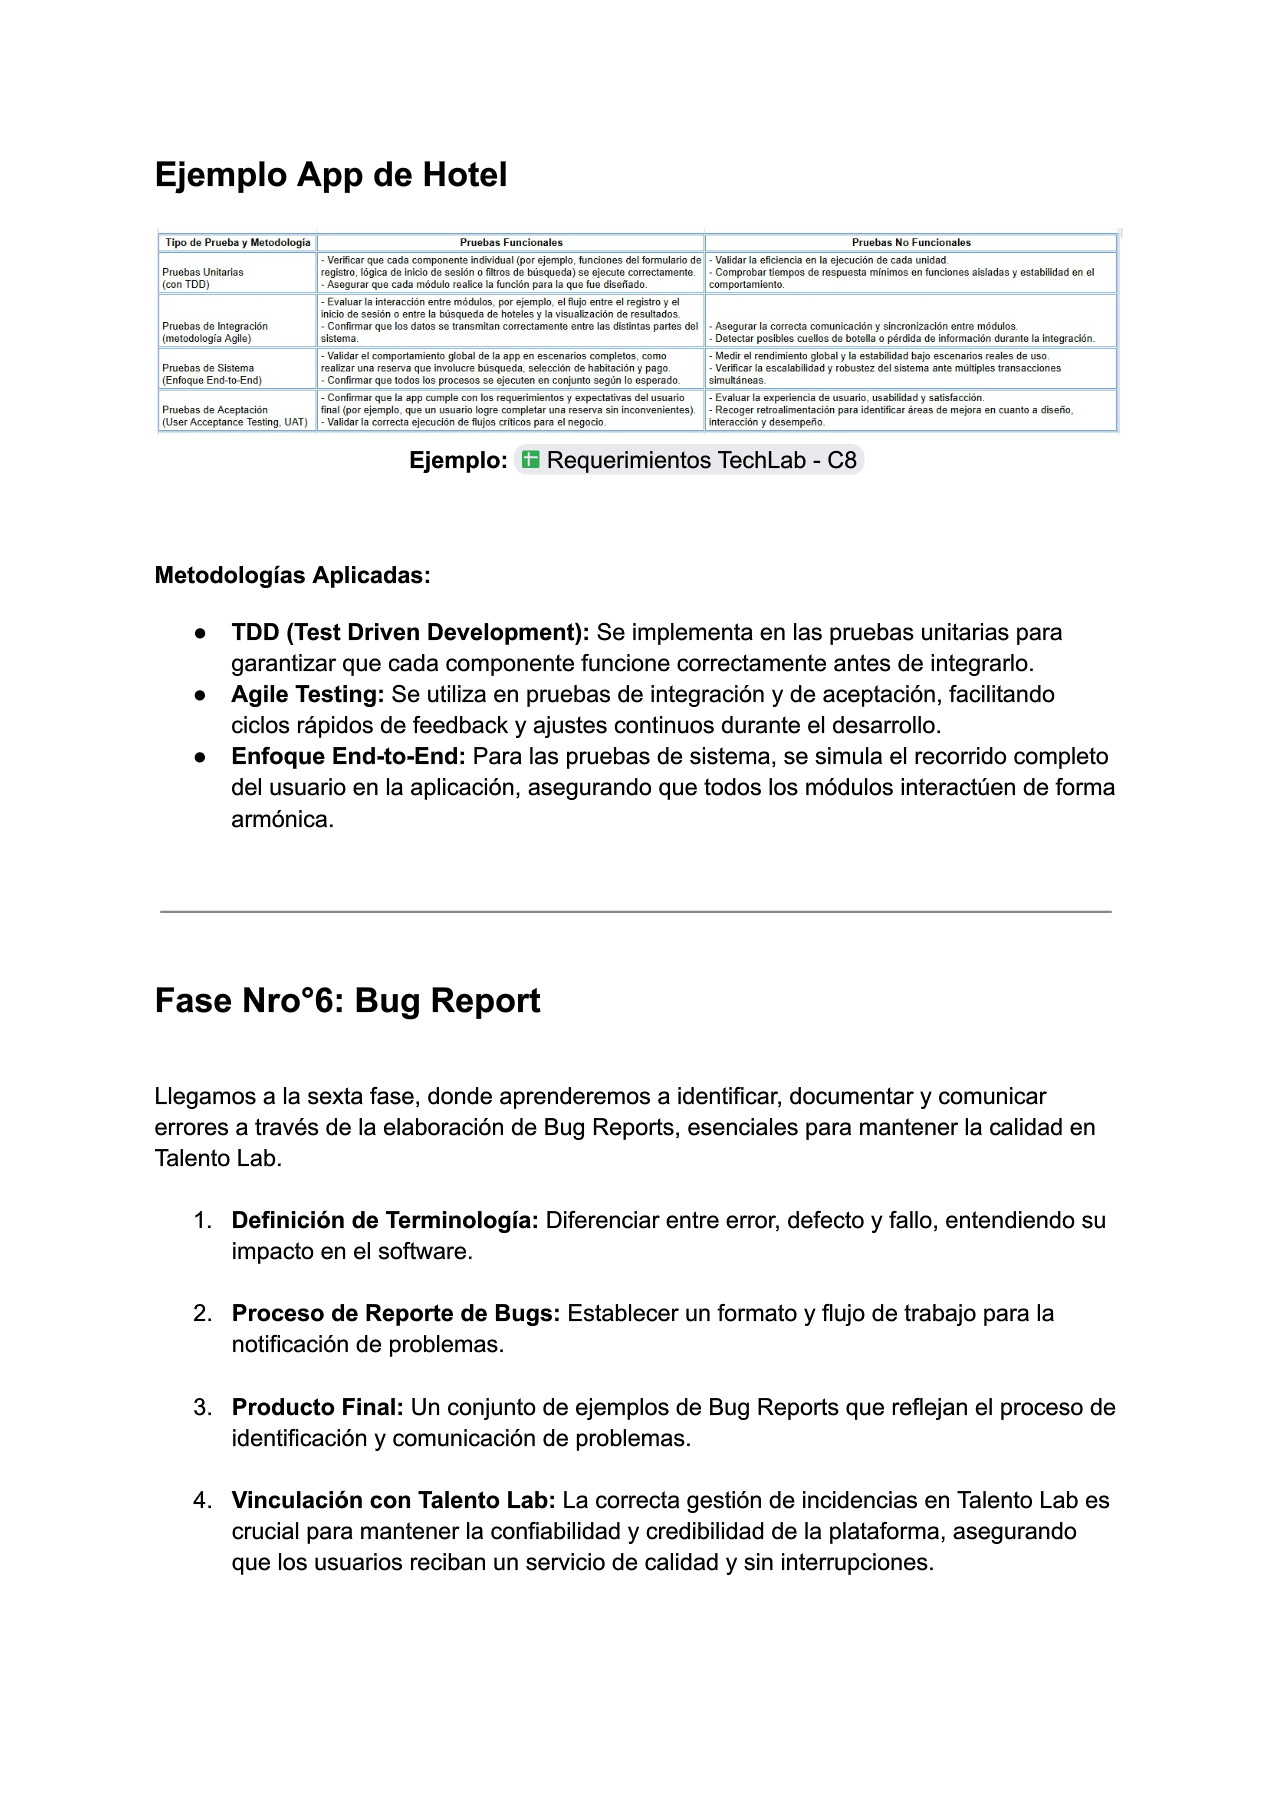 Ejemplo App de Hotel
Tipo de Prueba y Metodología Pruebas Funcionales Pruebas No Funcionales
Pruebas Unitarias
(con TDD)
- Verificar que cada componente individual (por ejemplo, funciones del formulario de
registro, lógica de inicio de sesión o filtros de búsqueda) se ejecute correctamente.
- Asegurar que cada módulo realice la función para la que fue diseñado.
- Validar la eficiencia en la ejecución de cada unidad.
- Comprobar tiempos de respuesta mínimos en funciones aisladas y estabilidad en el
comportamiento.
Pruebas de Integración
(metodología Agile)
- Evaluar la interacción entre módulos, por ejemplo, el flujo entre el registro y el
inicio de sesión o entre la búsqueda de hoteles y la visualización de resultados.
- Confirmar que los datos se transmitan correctamente entre las distintas partes del
sistema.
- Asegurar la correcta comunicación y sincronización entre módulos.
- Detectar posibles cuellos de botella o pérdida de información durante la integración.
Pruebas de Sistema
(Enfoque End-to-End)
- Validar el comportamiento global de la app en escenarios completos, como
realizar una reserva que involucre búsqueda, selección de habitación y pago.
- Confirmar que todos los procesos se ejecuten en conjunto según lo esperado.
- Medir el rendimiento global y la estabilidad bajo escenarios reales de uso.
- Verificar la escalabilidad y robustez del sistema ante múltiples transacciones
simultáneas.
Pruebas de Aceptación
(User Acceptance Testing, UAT)
- Confirmar que la app cumple con los requerimientos y expectativas del usuario
final (por ejemplo, que un usuario logre completar una reserva sin inconvenientes).
- Validar la correcta ejecución de flujos críticos para el negocio.
- Evaluar la experiencia de usuario, usabilidad y satisfacción.
- Recoger retroalimentación para identificar áreas de mejora en cuanto a diseño,
interacción y desempeño.
Ejemplo: Requerimientos TechLab - C8
Metodologías Aplicadas:
● TDD (Test Driven Development): Se implementa en las pruebas unitarias para
garantizar que cada componente funcione correctamente antes de integrarlo.
● Agile Testing: Se utiliza en pruebas de integración y de aceptación, facilitando
ciclos rápidos de feedback y ajustes continuos durante el desarrollo.
● Enfoque End-to-End: Para las pruebas de sistema, se simula el recorrido completo
del usuario en la aplicación, asegurando que todos los módulos interactúen de forma
armónica.
Fase Nro°6: Bug Report
Llegamos a la sexta fase, donde aprenderemos a identificar, documentar y comunicar
errores a través de la elaboración de Bug Reports, esenciales para mantener la calidad en
Talento Lab.
1. Definición de Terminología: Diferenciar entre error, defecto y fallo, entendiendo su
impacto en el software.
2. Proceso de Reporte de Bugs: Establecer un formato y flujo de trabajo para la
notificación de problemas.
3. Producto Final: Un conjunto de ejemplos de Bug Reports que reflejan el proceso de
identificación y comunicación de problemas.
4. Vinculación con Talento Lab: La correcta gestión de incidencias en Talento Lab es
crucial para mantener la confiabilidad y credibilidad de la plataforma, asegurando
que los usuarios reciban un servicio de calidad y sin interrupciones.